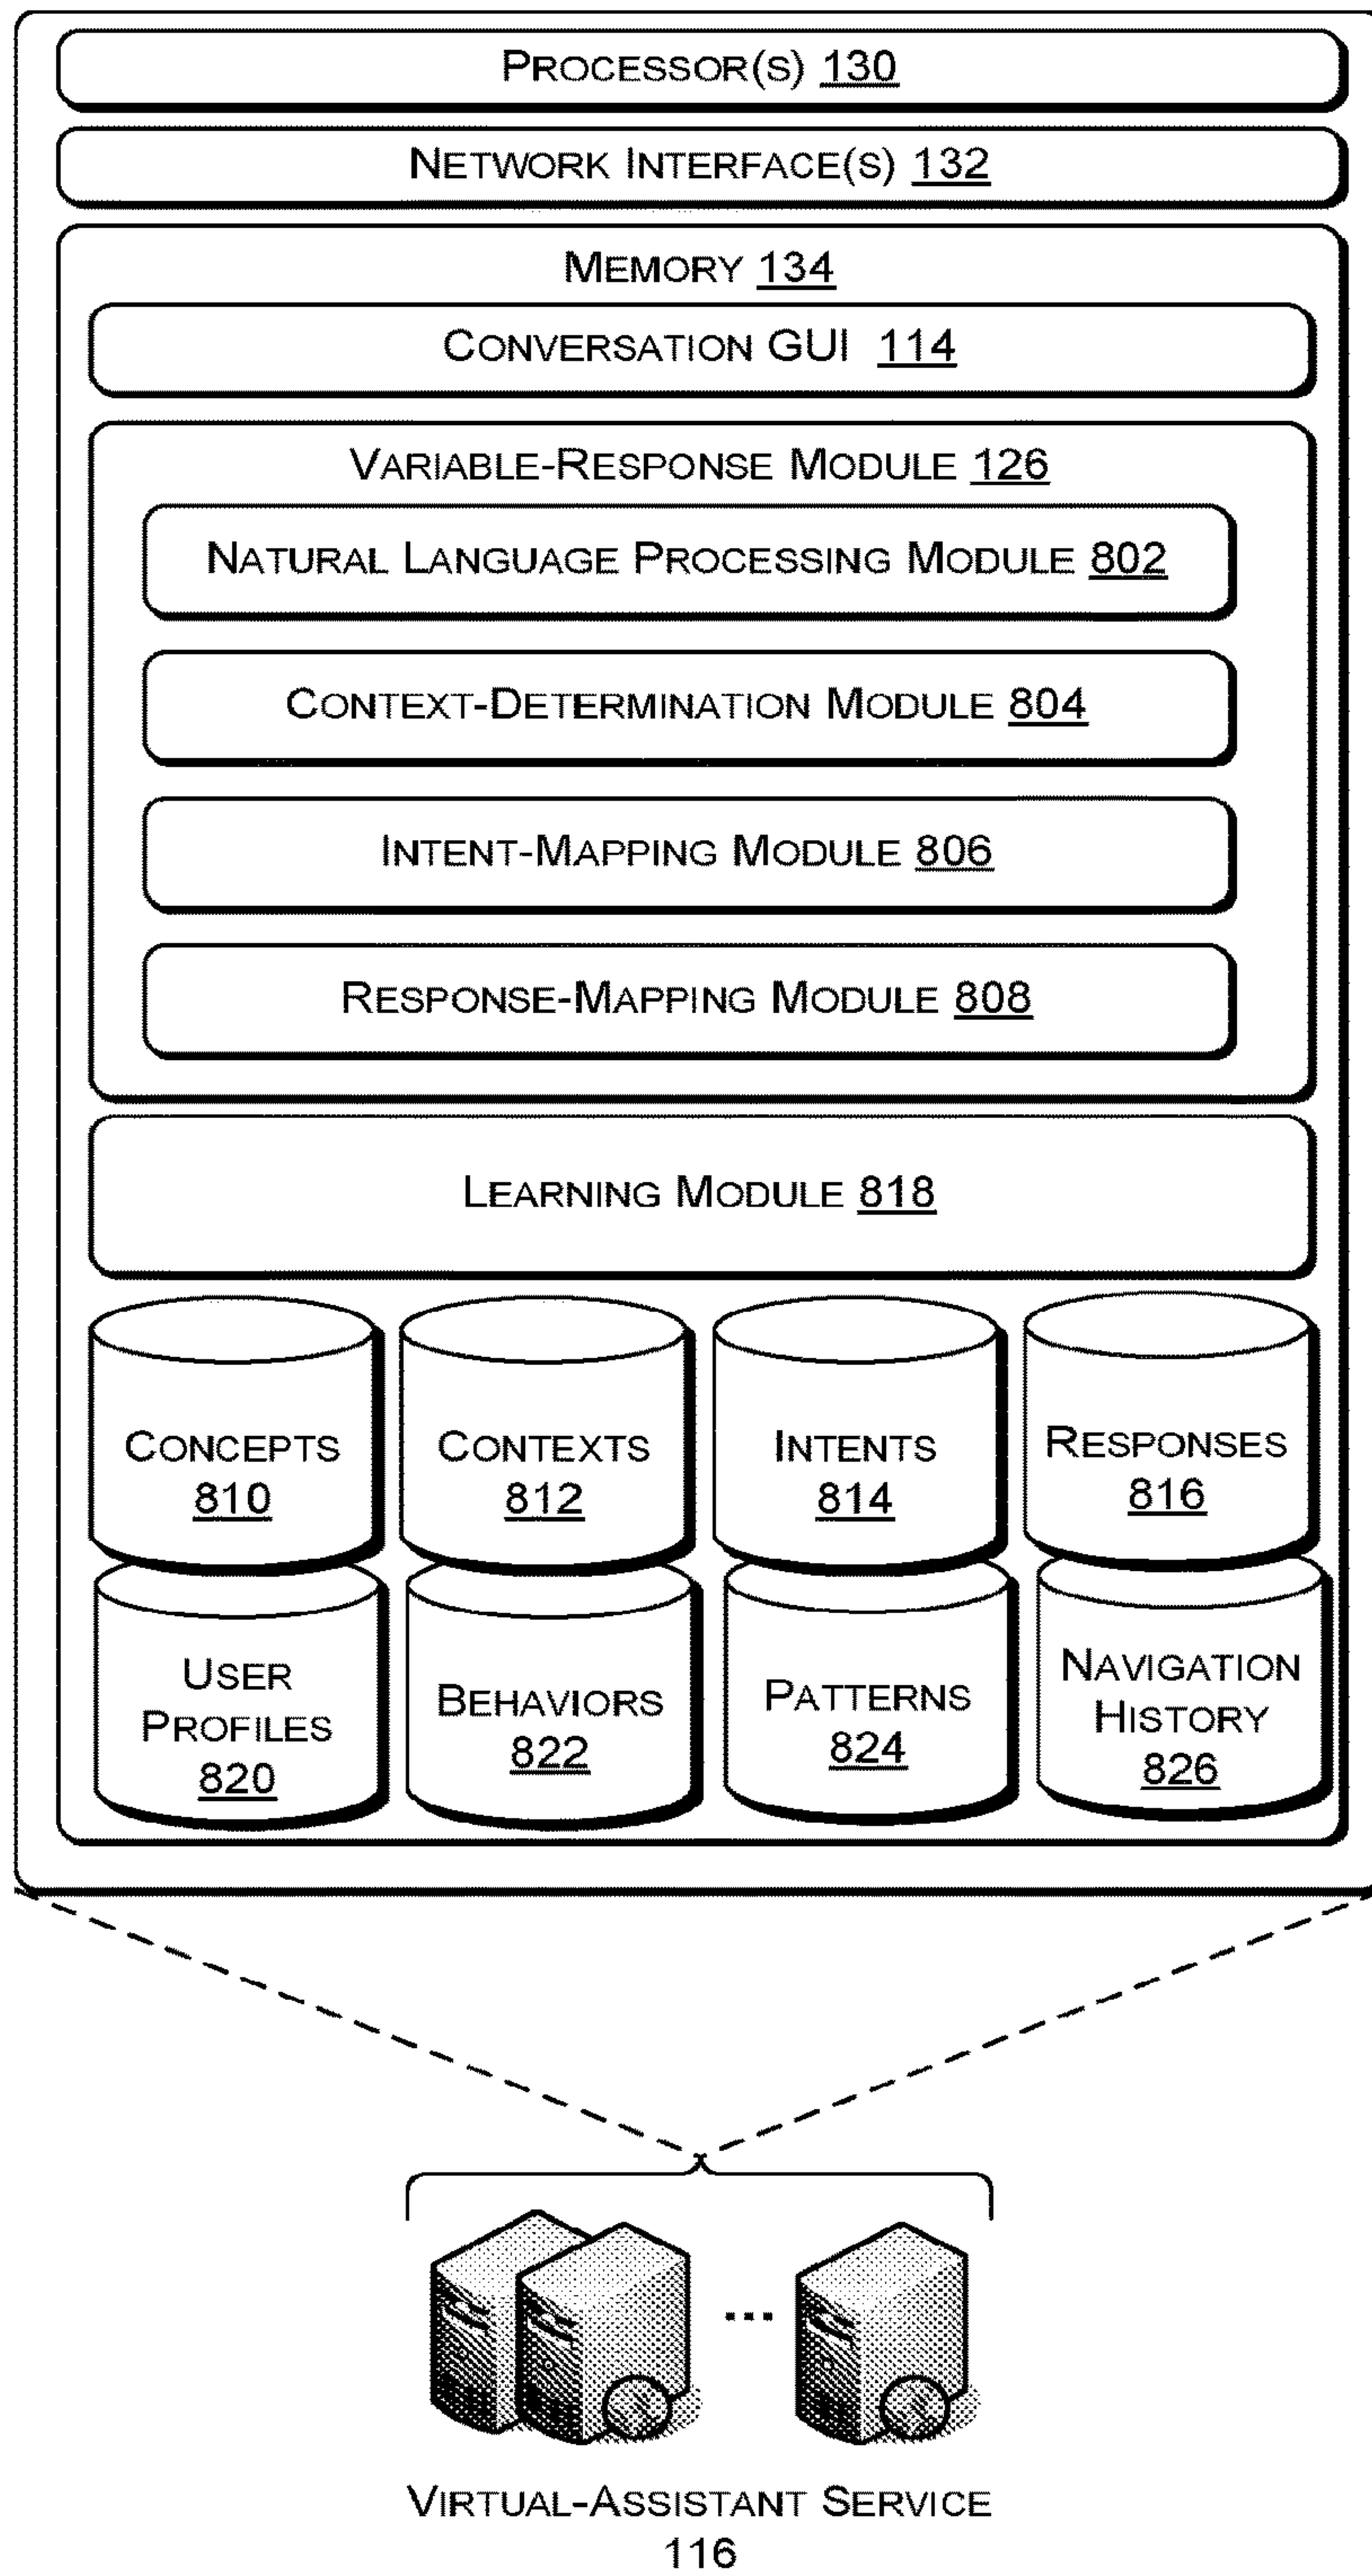 PROCESSOR(S) 130
NETWORK INTERFACE(S) 132
MEMORY 134
CONVERSATION GUI 114
VARIABLE-RESPONSE MODULE 126
NATURAL LANGUAGE PROCESSING MODULE 802
CONTEXT-DETERMINATION MODULE 804
INTENT-MAPPING MODULE 806
RESPONSE-MAPPING MODULE 808
LEARNING MODULE 818
CONCEPTS
810
CONTEXTS
812
INTENTS
814
RESPONSES
816
USER
PROFILES
820
BEHAVIORS
822
PATTERNS
824
NAVIGATION
HISTORY
826
...
VIRTUAL-ASSISTANT SERVICE
116